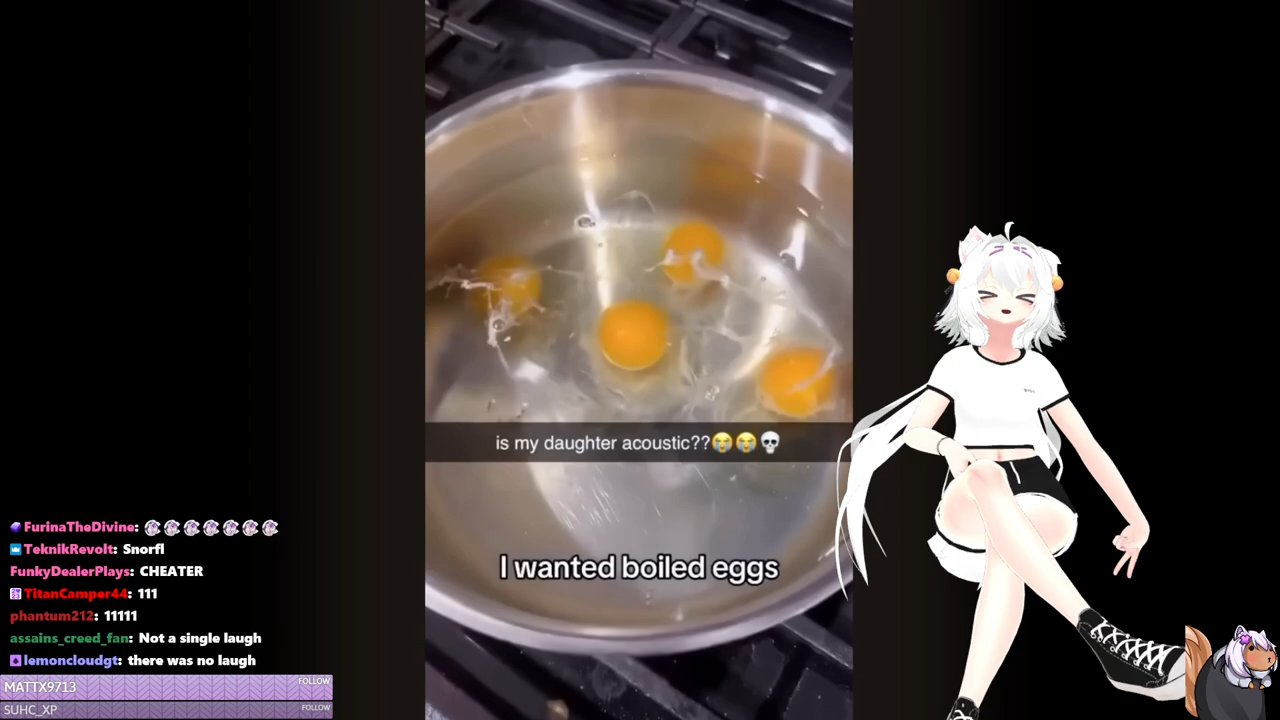 is my daughter acoustic??😭😭💀
I wanted boiled eggs
FurinaTheDivine:
TeknikRevolt: Snorfl
FunkyDealerPlays: CHEATER
TitanCamper44: 111
phantum212: 11111
assains_creed_fan: Not a single laugh
lemoncloudgt: there was no laugh
MATTX9713 FOLLOW
SUHC_XP FOLLOW